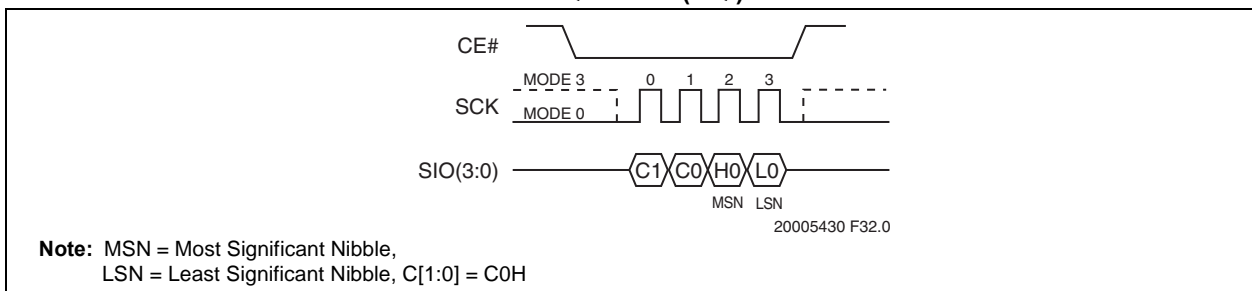 CE#
MODE 3 0 1 2 3
SCK
MODE 0
SIO(3:0) C1 C0 H0 L0
MSN LSN
20005430 F32.0
Note: MSN = Most Significant Nibble,
LSN = Least Significant Nibble, C[1:0] = C0H